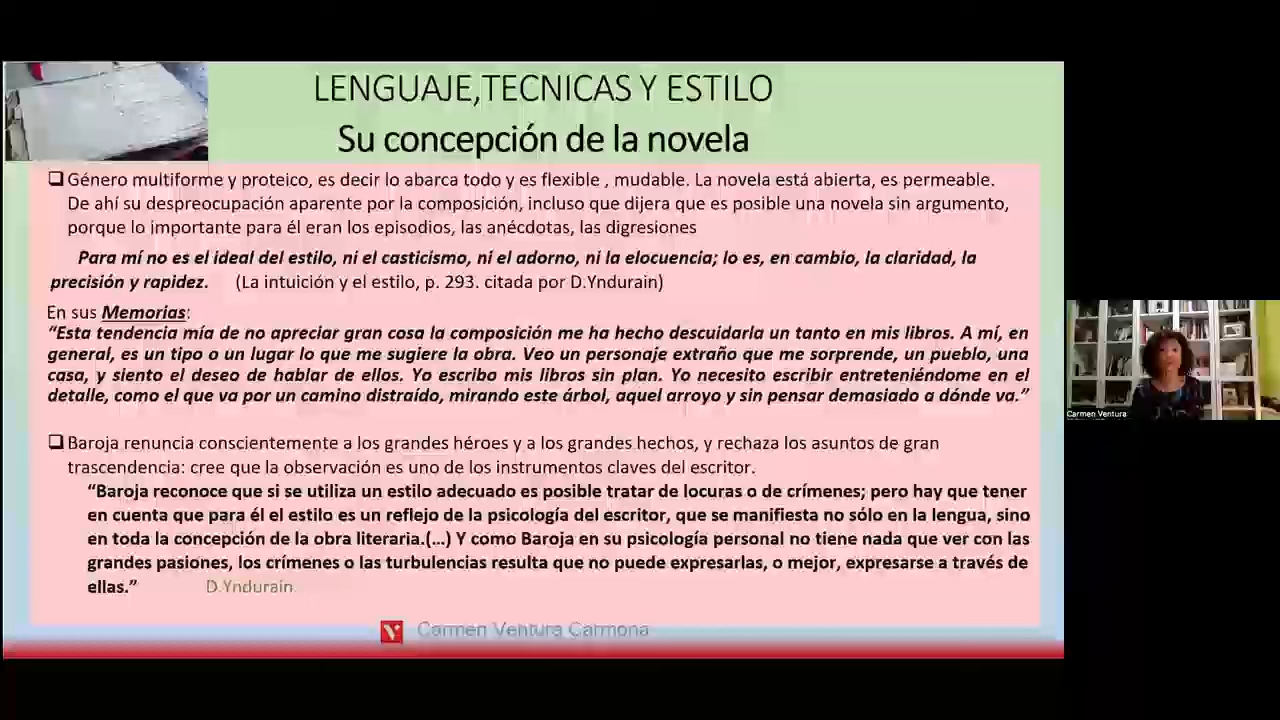 LENGUAJE,TECNICAS Y ESTILO
Su concepción de la novela
Género multiforme y proteico, es decir lo abarca todo y es flexible , mudable. La novela está abierta, es permeable.
De ahí su despreocupación aparente por la composición, incluso que dijera que es posible una novela sin argumento,
porque lo importante para él eran los episodios, las anécdotas, las digresiones
Para mí no es el ideal del estilo, ni el casticismo, ni el adorno, ni la elocuencia; lo es, en cambio, la claridad, la
precisión y rapidez. (La intuición y el estilo, p. 293. citada por D.Yndurain)
En sus Memorias:
“Esta tendencia mía de no apreciar gran cosa la composición me ha hecho descuidarla un tanto en mis libros. A mí, en
general, es un tipo o un lugar lo que me sugiere la obra. Veo un personaje extraño que me sorprende, un pueblo, una
casa, y siento el deseo de hablar de ellos. Yo escribo mis libros sin plan. Yo necesito escribir entreteniéndome en el
detalle, como el que va por un camino distraído, mirando este árbol, aquel arroyo y sin pensar demasiado a dónde va.”
Baroja renuncia conscientemente a los grandes héroes y a los grandes hechos, y rechaza los asuntos de gran
trascendencia: cree que la observación es uno de los instrumentos claves del escritor.
“Baroja reconoce que si se utiliza un estilo adecuado es posible tratar de locuras o de crímenes; pero hay que tener
en cuenta que para él el estilo es un reflejo de la psicología del escritor, que se manifiesta no sólo en la lengua, sino
en toda la concepción de la obra literaria.(…) Y como Baroja en su psicología personal no tiene nada que ver con las
grandes pasiones, los crímenes o las turbulencias resulta que no puede expresarlas, o mejor, expresarse a través de
ellas.” D.Yndurain.
Carmen Ventura Carmona
Carmen Ventura